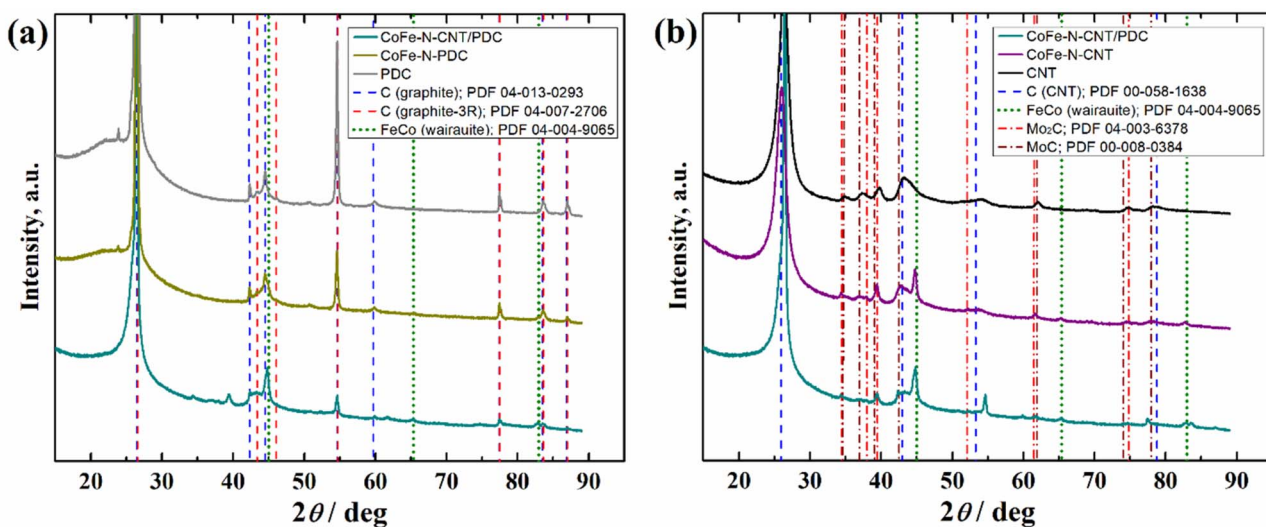 (a)
CoFe-N-CNT/PDC
CoFe-N-PDC
PDC
C (graphite); PDF 04-013-0293
C (graphite-3R); PDF 04-007-2706
FeCo (wairauite); PDF 04-004-9065
Intensity, a.u.
20 30 40 50 60 70 80 90
2θ / deg
(b)
CoFe-N-CNT/PDC
CoFe-N-CNT
CNT
C (CNT); PDF 00-058-1638
FeCo (wairauite); PDF 04-004-9065
Mo₂C; PDF 04-003-6378
MoC; PDF 00-008-0384
Intensity, a.u.
20 30 40 50 60 70 80 90
2θ / deg